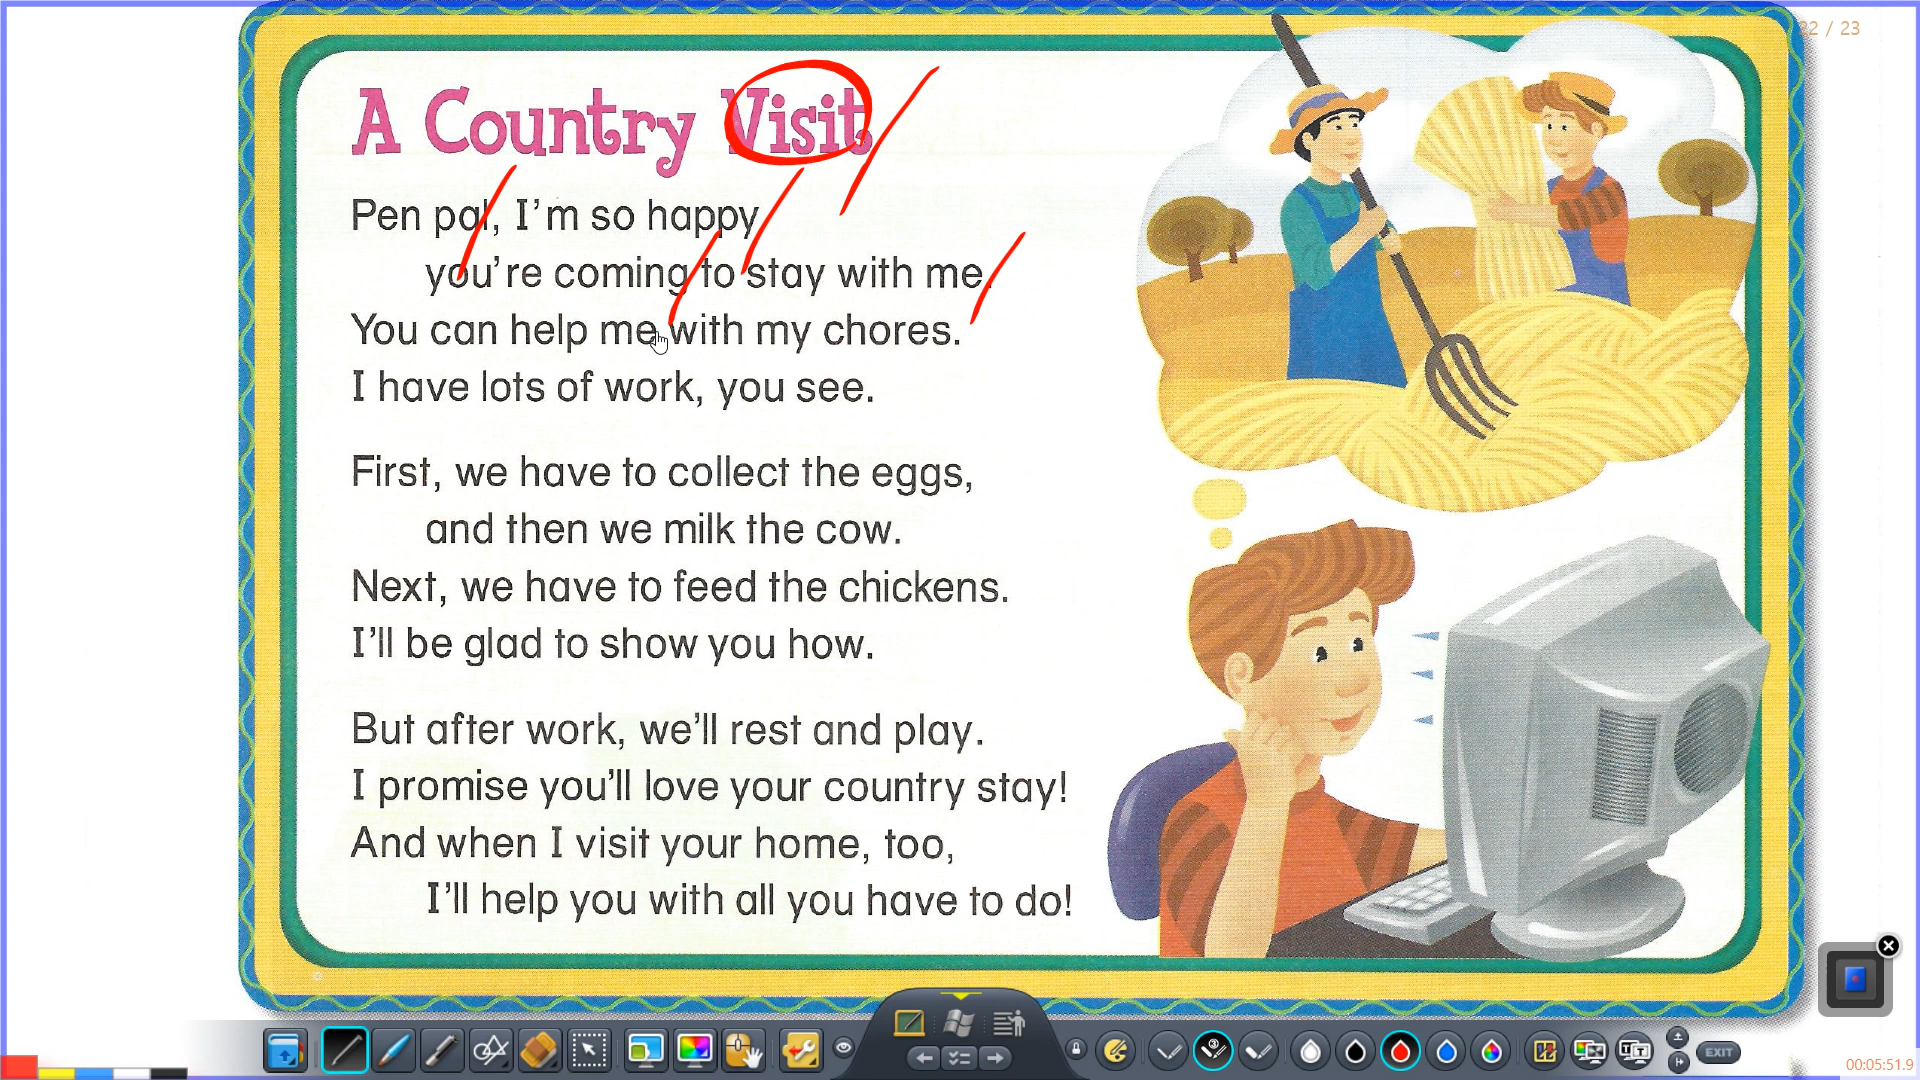 22 / 23
A Country Visit
Pen pal, I'm so happy
you're coming to stay with me.
You can help me with my chores.
I have lots of work, you see.
First, we have to collect the eggs,
and then we milk the cow.
Next, we have to feed the chickens.
I'll be glad to show you how.
But after work, we'll rest and play.
I promise you'll love your country stay!
And when I visit your home, too,
I'll help you with all you have to do!
EXIT
00:05:51.9